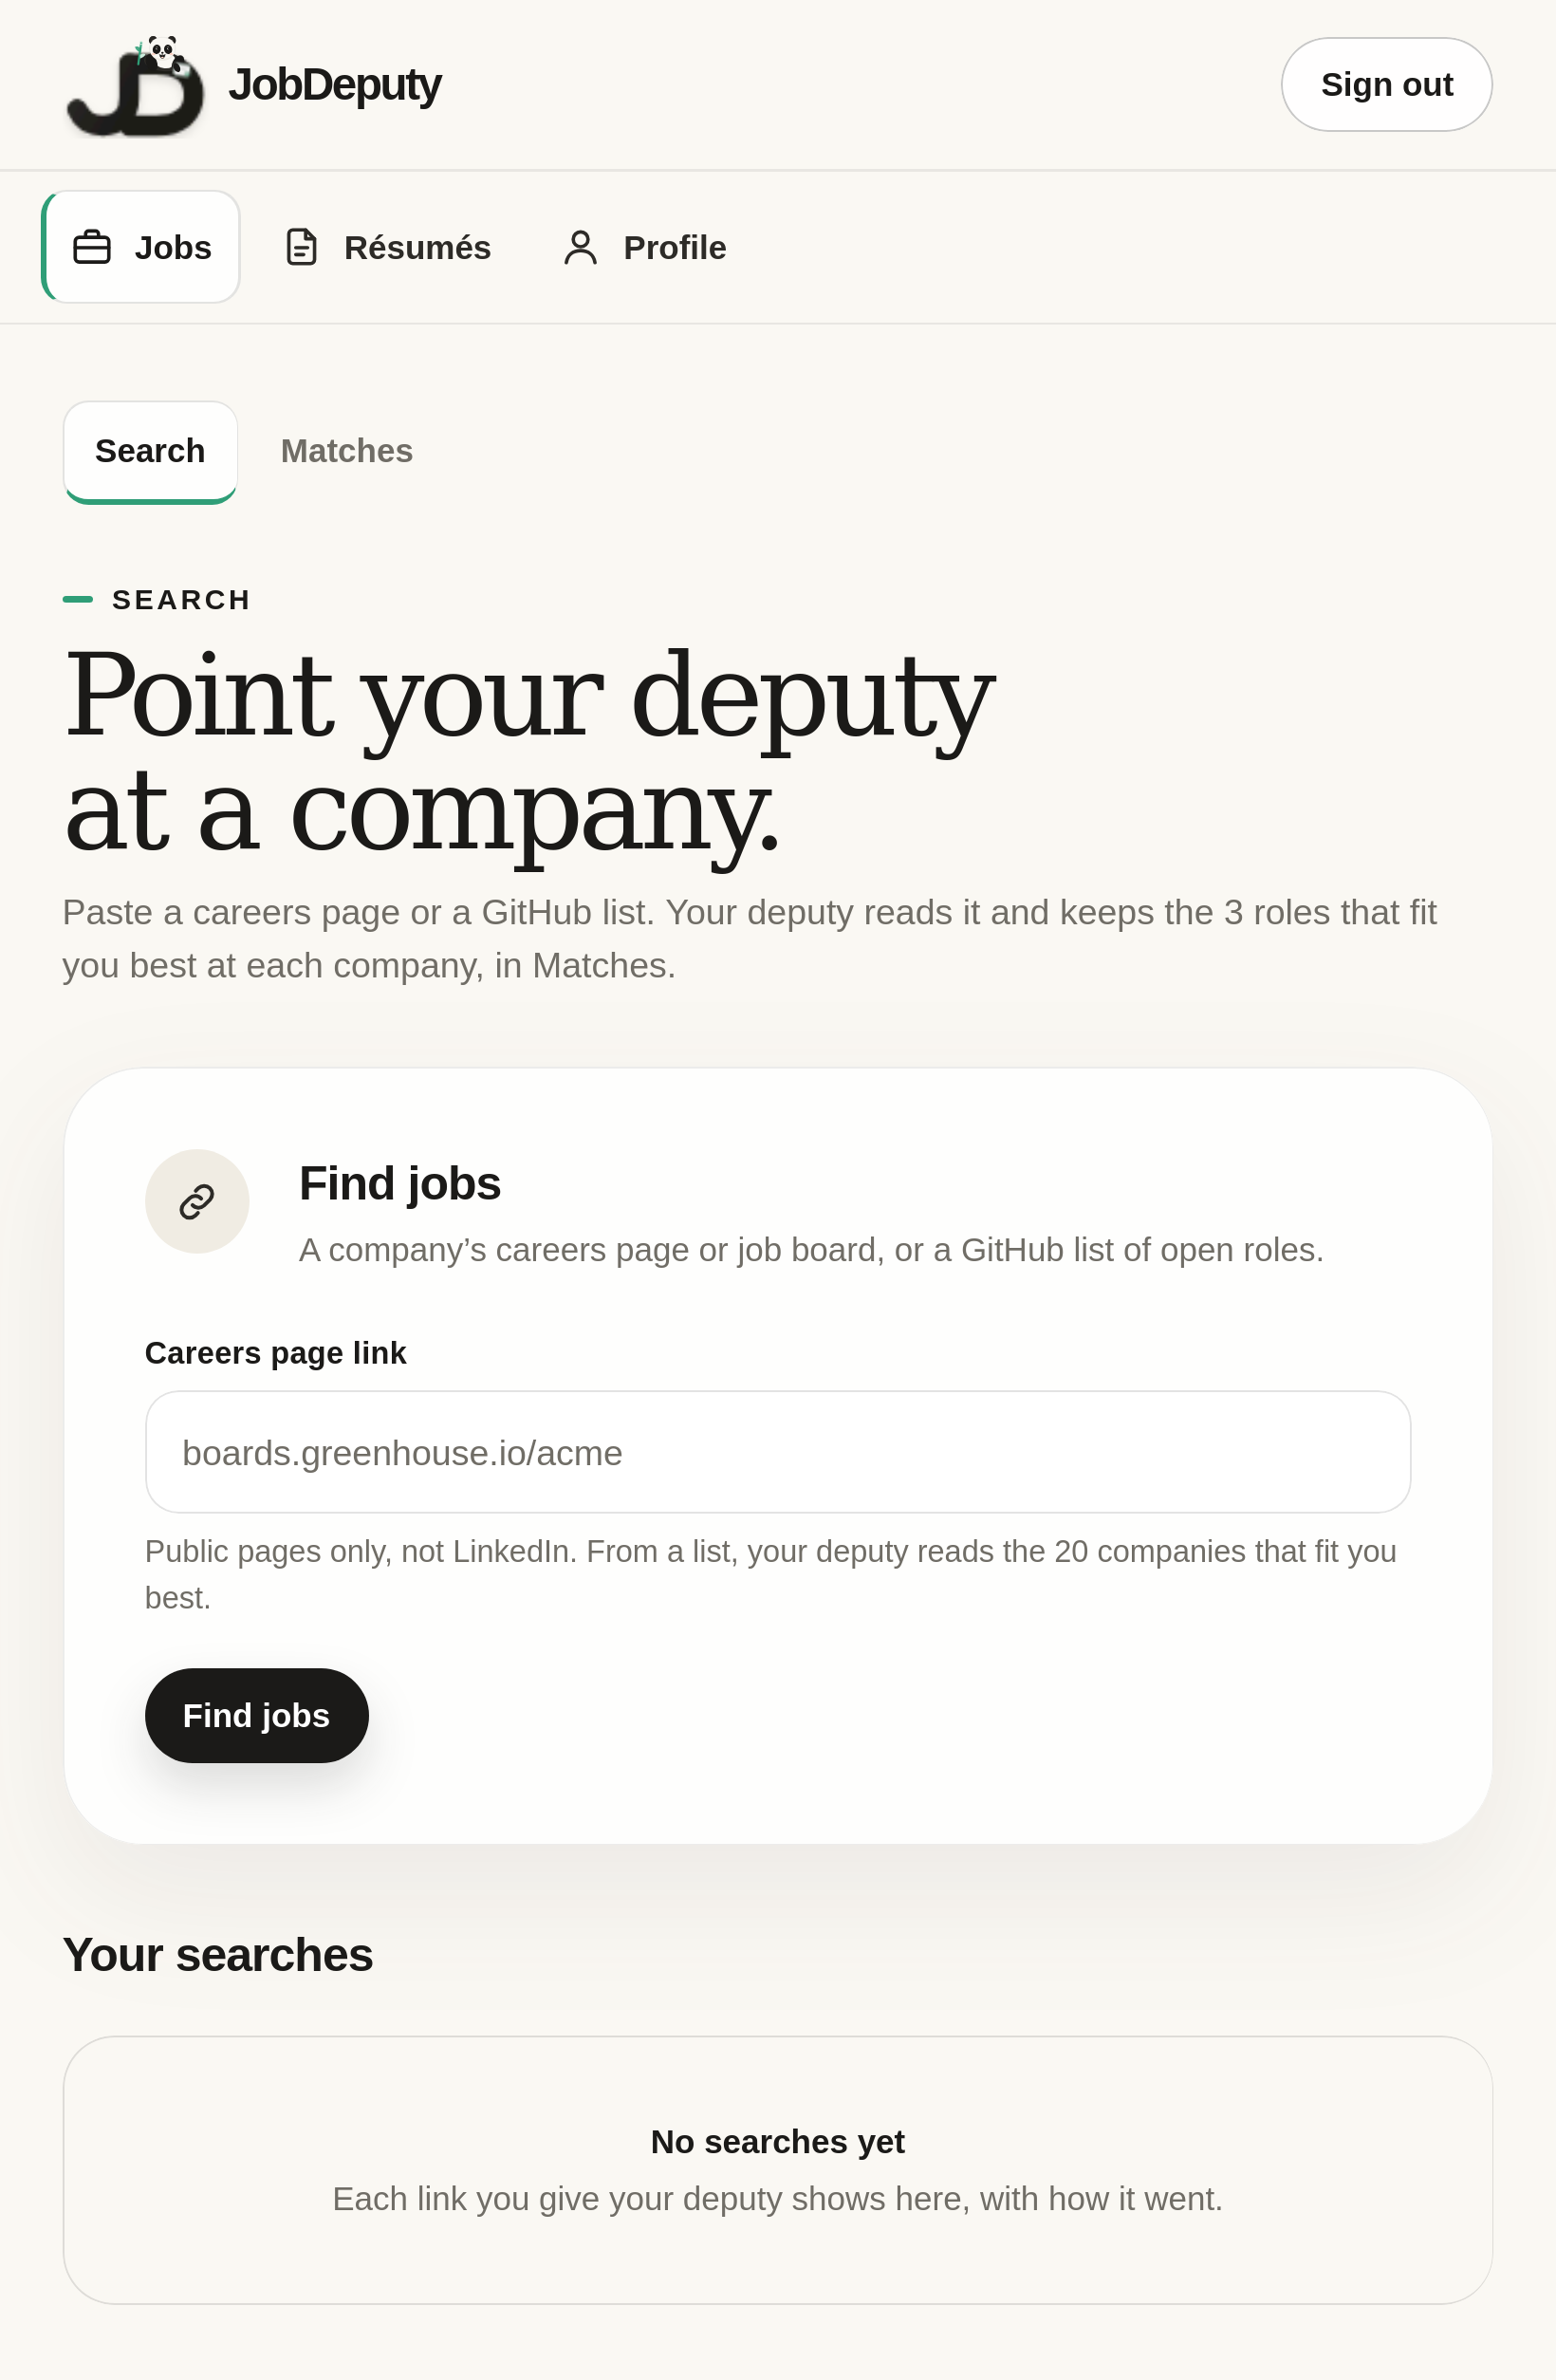 JD
JobDeputy
Sign out
Jobs
Résumés
Profile
Search
Matches
SEARCH
Point your deputy
at a company.
Paste a careers page or a GitHub list. Your deputy reads it and keeps the 3 roles that fit
you best at each company, in Matches.
Find jobs
A company’s careers page or job board, or a GitHub list of open roles.
Careers page link
boards.greenhouse.io/acme
Public pages only, not LinkedIn. From a list, your deputy reads the 20 companies that fit you
best.
Find jobs
Your searches
No searches yet
Each link you give your deputy shows here, with how it went.